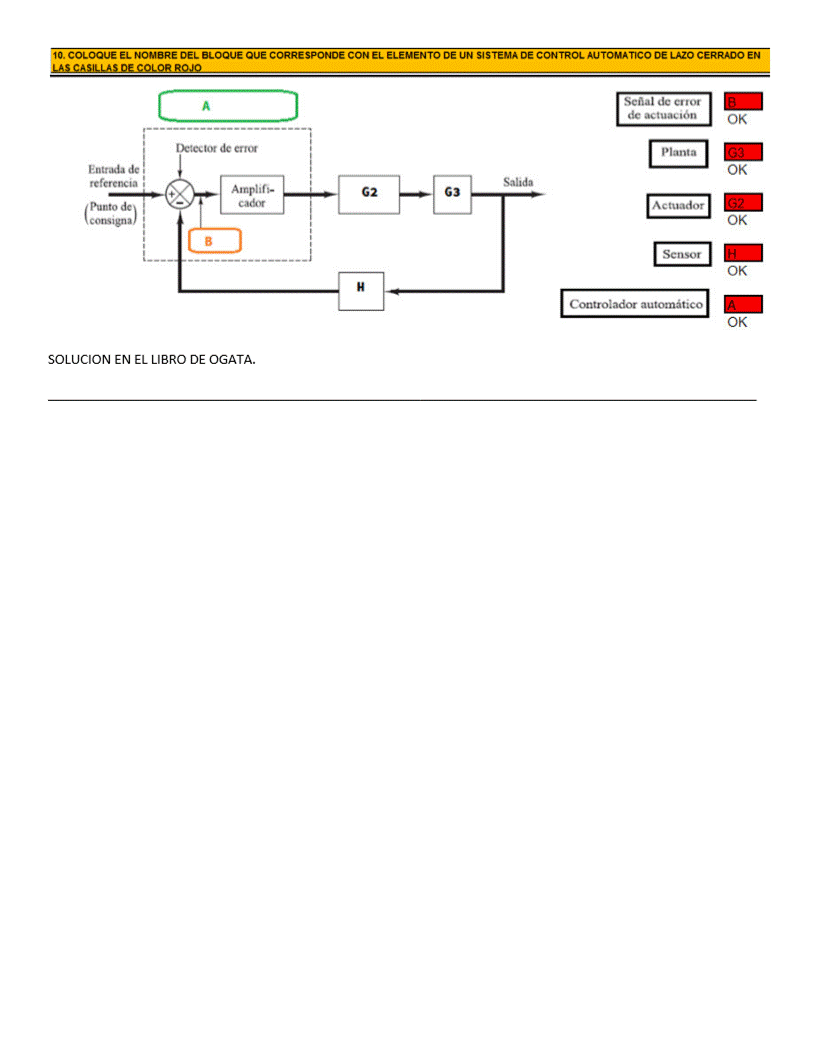 10. COLOQUE EL NOMBRE DEL BLOQUE QUE CORRESPONDE CON EL ELEMENTO DE UN SISTEMA DE CONTROL AUTOMATICO DE LAZO CERRADO EN
LAS CASILLAS DE COLOR ROJO
A
Detector de error
Entrada de
referencia
(Punto de
consigna)
+
−
Amplifi-
cador
B
G2
G3
Salida
H
Señal de error
de actuación
B
OK
Planta
G3
OK
Actuador
G2
OK
Sensor
H
OK
Controlador automático
A
OK
SOLUCION EN EL LIBRO DE OGATA.